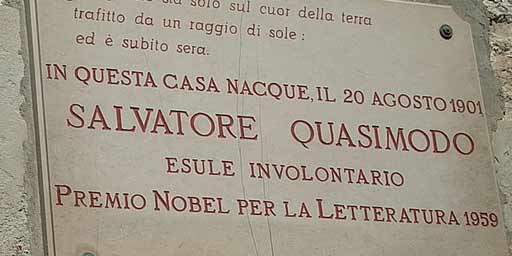 sta solo sul cuor della terra
trafitto da un raggio di sole :
ed è subito sera.
IN QUESTA CASA NACQUE, IL 20 AGOSTO 1901
SALVATORE QUASIMODO
ESULE INVOLONTARIO
PREMIO NOBEL PER LA LETTERATURA 1959